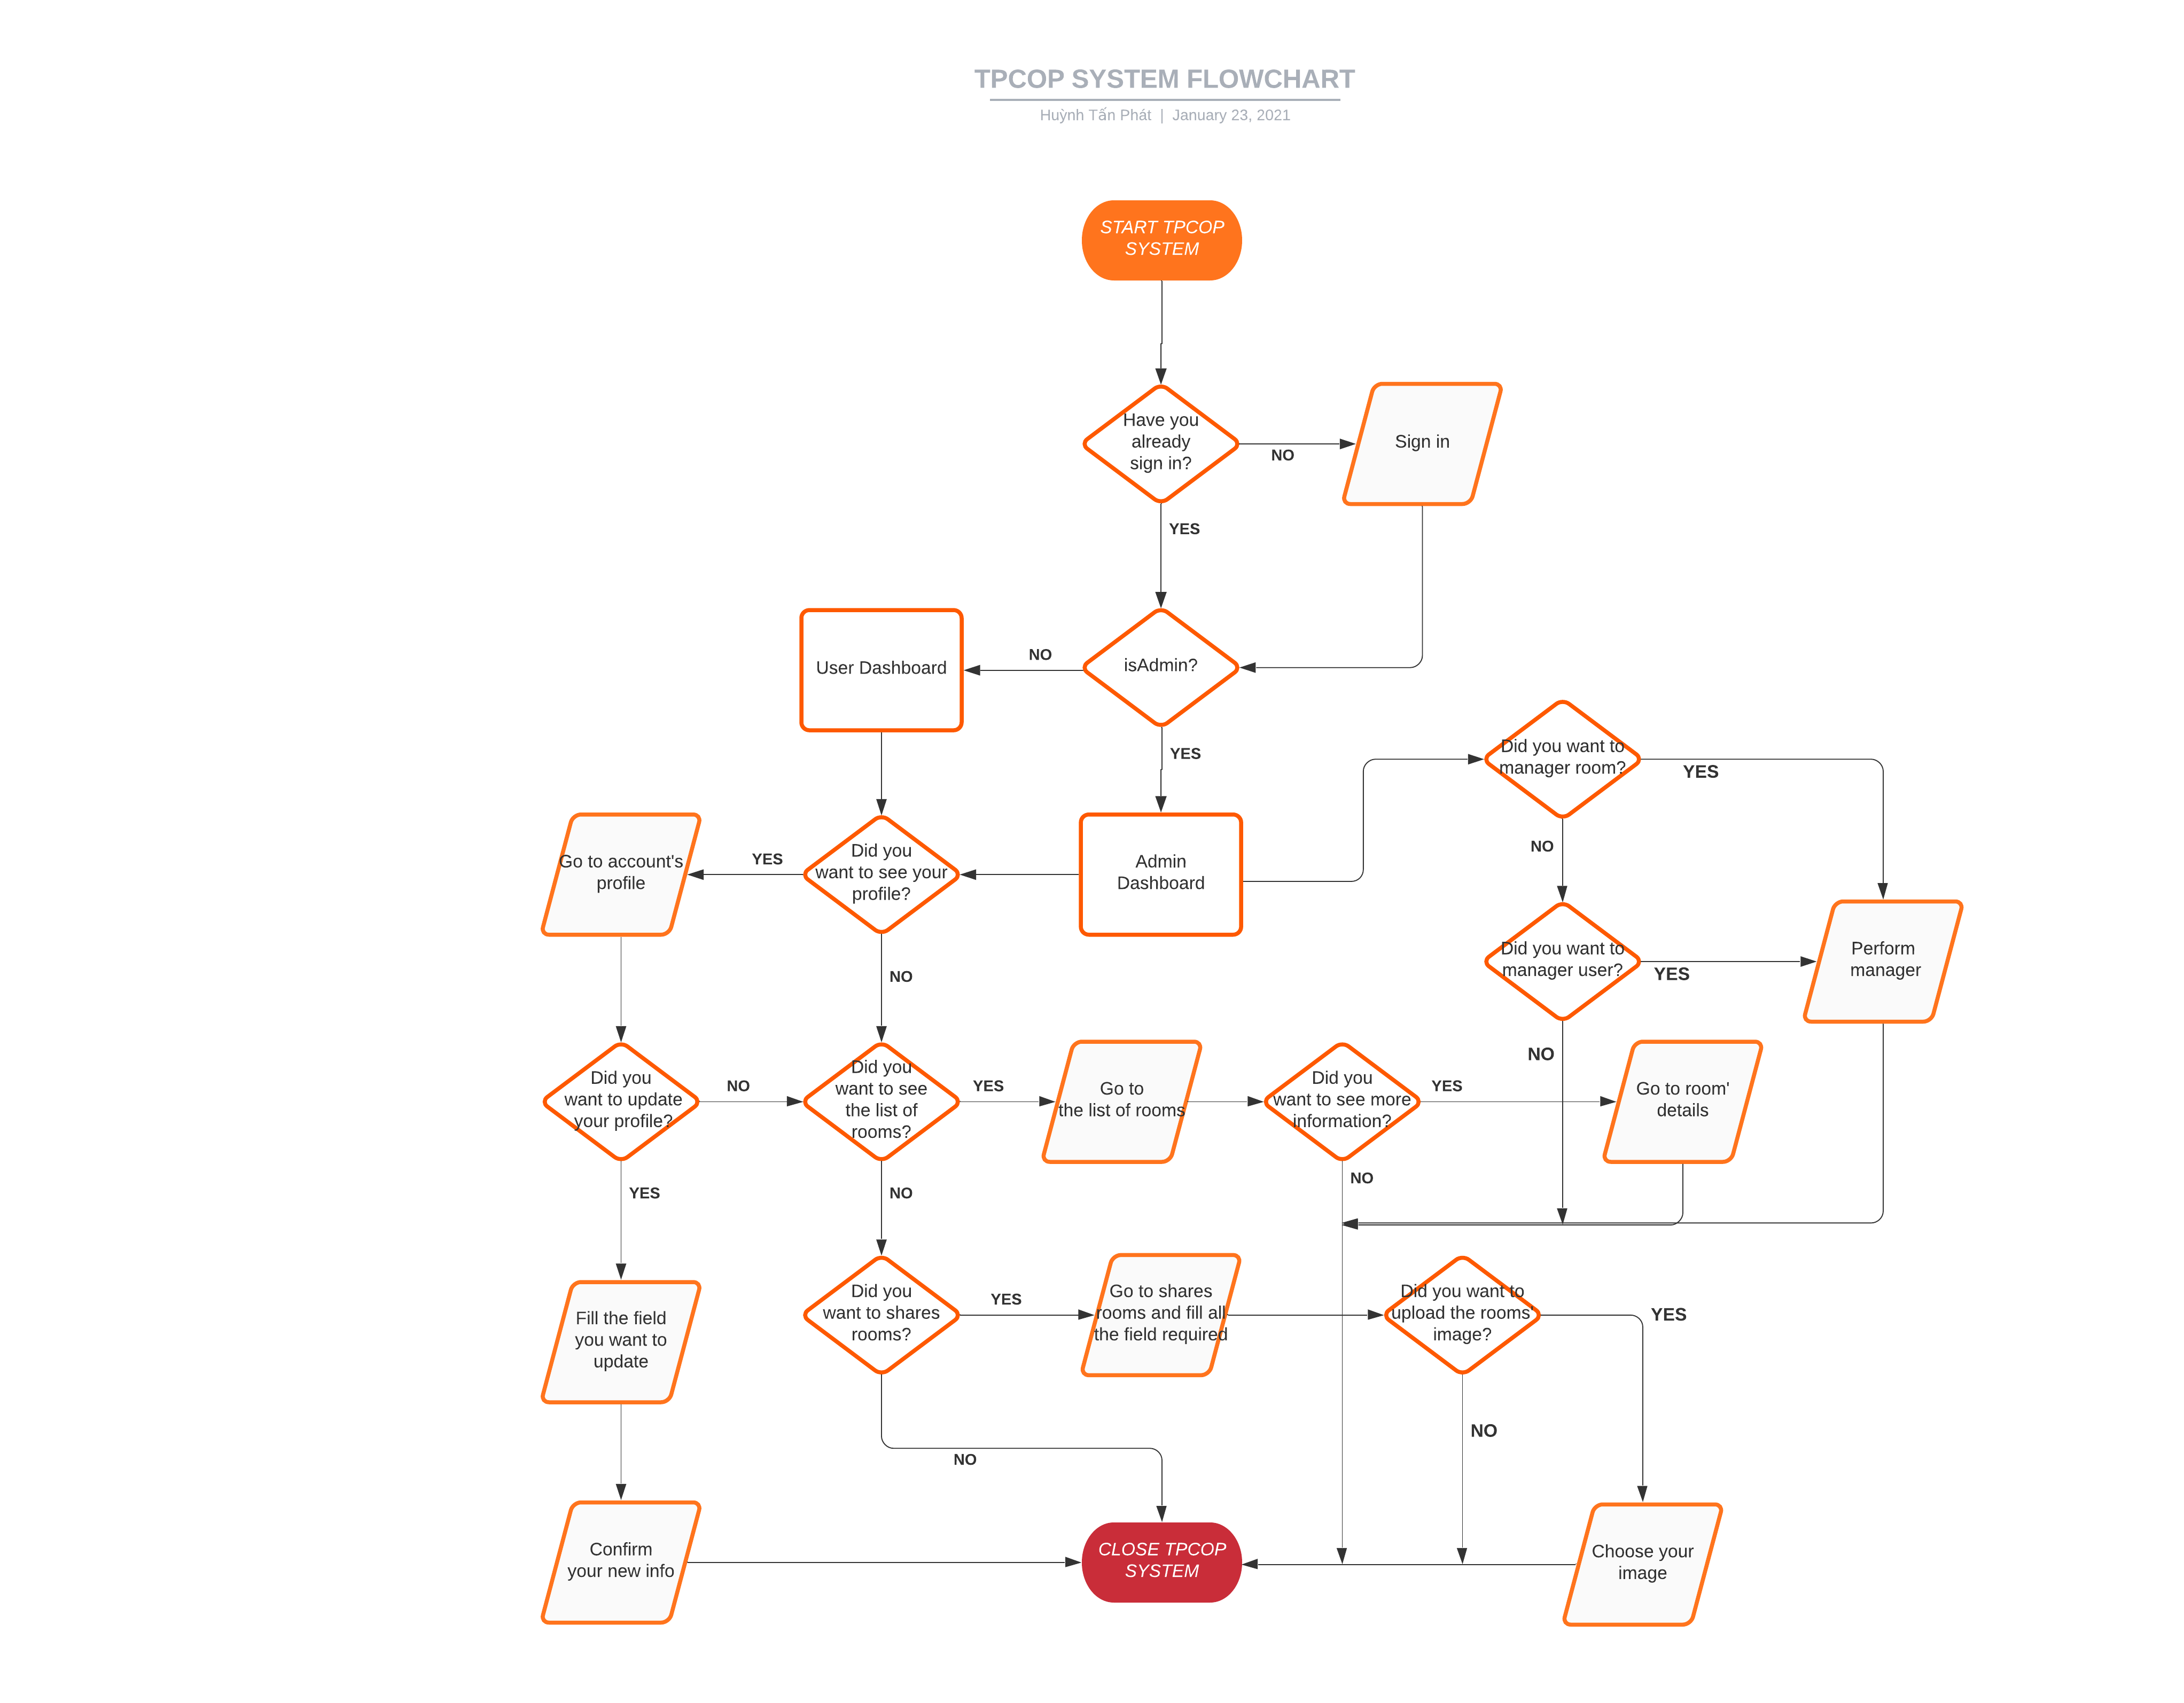 TPCOP SYSTEM FLOWCHART
Huỳnh Tấn Phát | January 23, 2021
START TPCOP
SYSTEM
Have you
already
sign in?
NO
Sign in
YES
User Dashboard
NO
isAdmin?
YES
Did you want to
manager room?
YES
NO
Go to account's
profile
YES
Did you
want to see your
profile?
Admin
Dashboard
NO
Did you want to
manager user?
YES
Perform
manager
NO
Did you
want to update
your profile?
NO
Did you
want to see
the list of
rooms?
YES
Go to
the list of rooms
Did you
want to see more
information?
YES
Go to room'
details
YES
NO
NO
Fill the field
you want to
update
Did you
want to shares
rooms?
YES
Go to shares
rooms and fill all
the field required
Did you want to
upload the rooms'
image?
YES
NO
NO
Confirm
your new info
CLOSE TPCOP
SYSTEM
Choose your
image